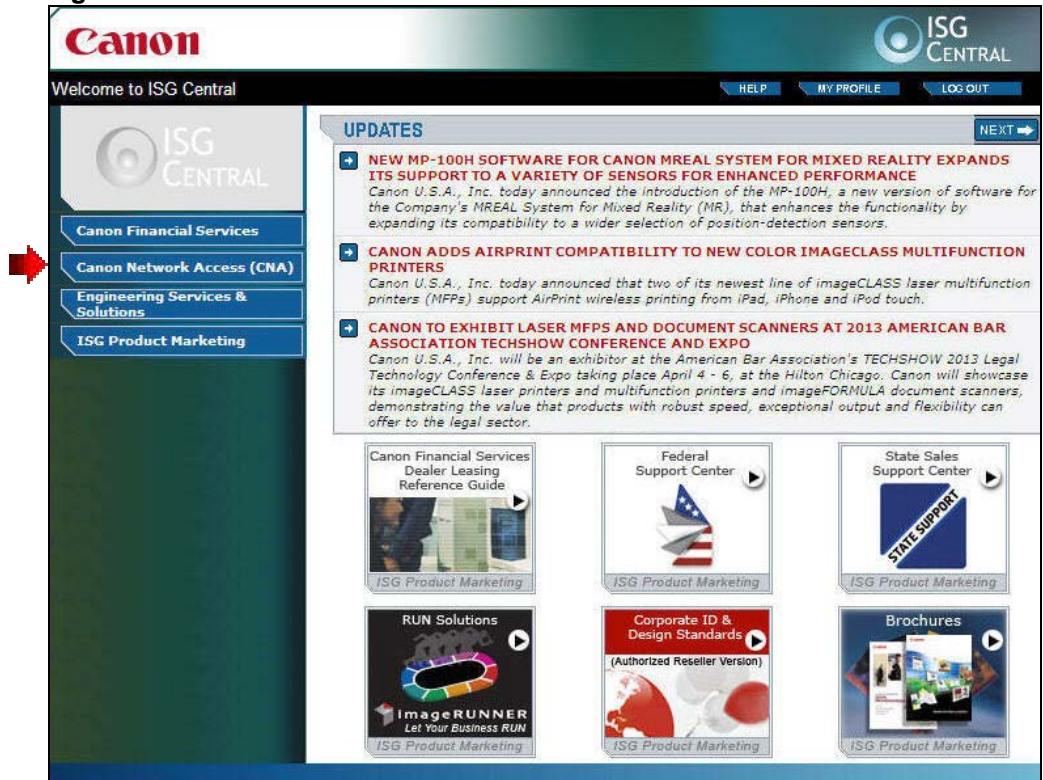 Canon
ISG
CENTRAL
Welcome to ISG Central
HELP
MY PROFILE
LOG OUT
ISG
CENTRAL
Canon Financial Services
Canon Network Access (CNA)
Engineering Services &
Solutions
ISG Product Marketing
UPDATES
NEXT
NEW MP-100H SOFTWARE FOR CANON MREAL SYSTEM FOR MIXED REALITY EXPANDS
ITS SUPPORT TO A VARIETY OF SENSORS FOR ENHANCED PERFORMANCE
Canon U.S.A., Inc. today announced the introduction of the MP-100H, a new version of software for
the Company's MREAL System for Mixed Reality (MR), that enhances the functionality by
expanding its compatibility to a wider selection of position-detection sensors.
CANON ADDS AIRPRINT COMPATIBILITY TO NEW COLOR IMAGECLASS MULTIFUNCTION
PRINTERS
Canon U.S.A., Inc. today announced that two of its newest line of imageCLASS laser multifunction
printers (MFPs) support AirPrint wireless printing from iPad, iPhone and iPod touch.
CANON TO EXHIBIT LASER MFPS AND DOCUMENT SCANNERS AT 2013 AMERICAN BAR
ASSOCIATION TECHSHOW CONFERENCE AND EXPO
Canon U.S.A., Inc. will be an exhibitor at the American Bar Association's TECHSHOW 2013 Legal
Technology Conference & Expo taking place April 4 - 6, at the Hilton Chicago. Canon will showcase
its imageCLASS laser printers and multifunction printers and imageFORMULA document scanners,
demonstrating the value that products with robust speed, exceptional output and flexibility can
offer to the legal sector.
Canon Financial Services
Dealer Leasing
Reference Guide
ISG Product Marketing
Federal
Support Center
ISG Product Marketing
State Sales
Support Center
STATE SUPPORT
ISG Product Marketing
RUN Solutions
imageRUNNER
Let Your Business RUN
ISG Product Marketing
Corporate ID &
Design Standards
(Authorized Reseller Version)
ISG Product Marketing
Brochures
ISG Product Marketing